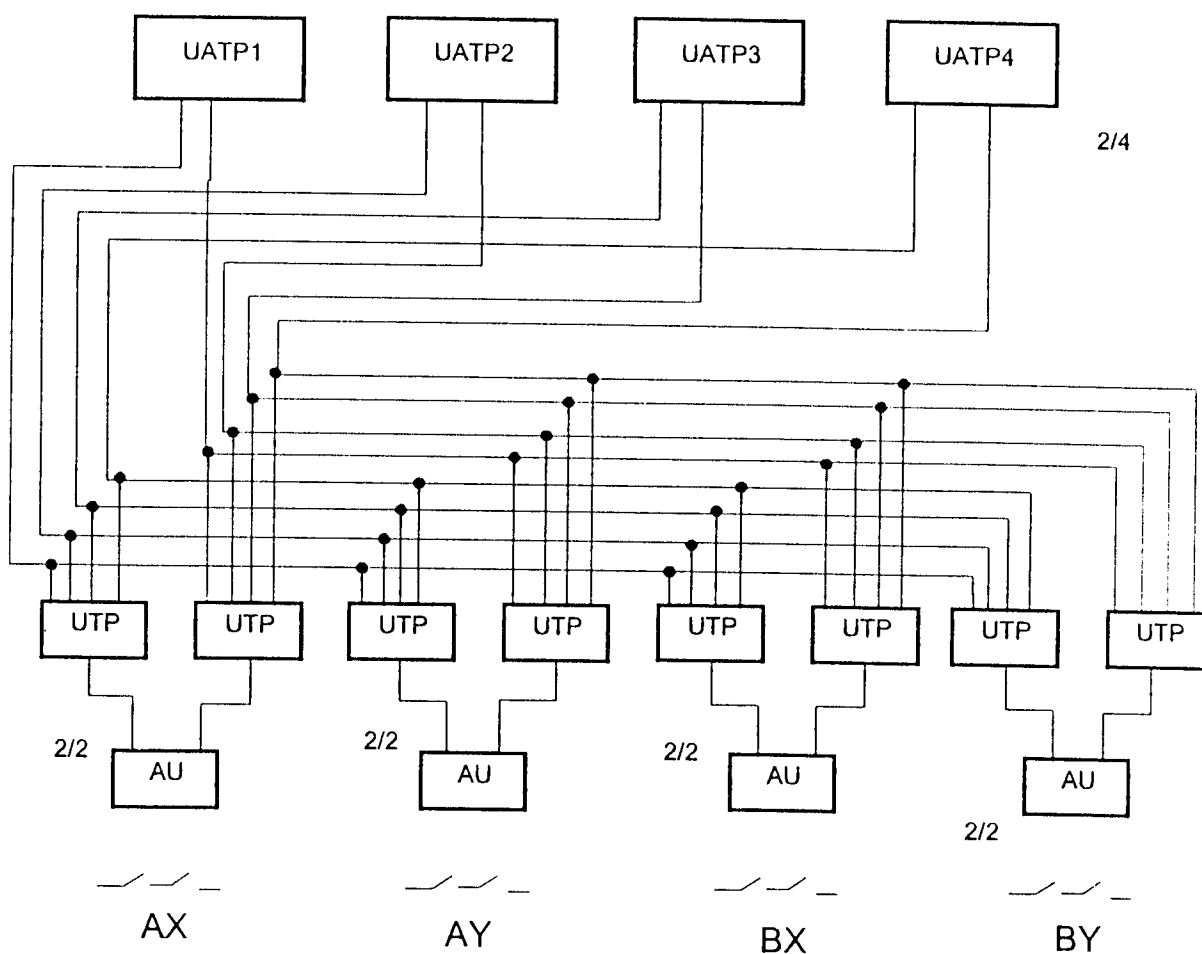 UATP1 UATP2 UATP3 UATP4
2/4
UTP UTP UTP UTP UTP UTP UTP UTP
2/2 2/2 2/2
AU AU AU AU
2/2
AX AY BX BY